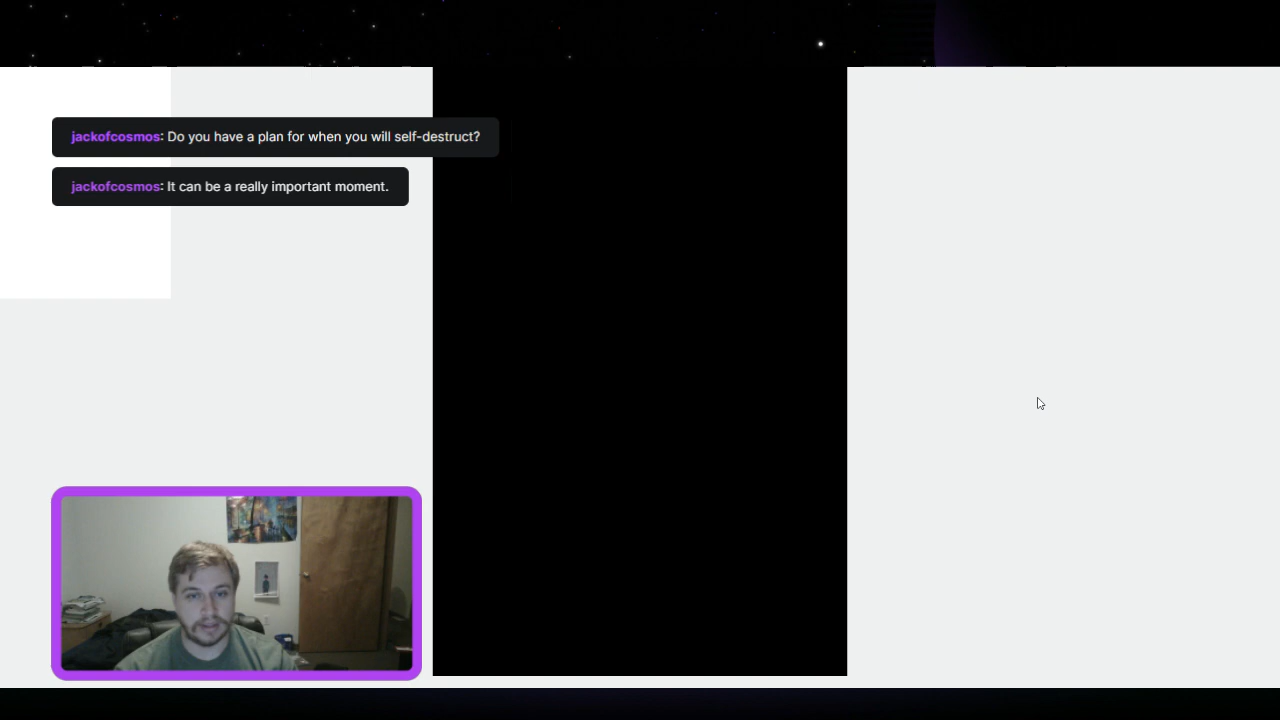 jackofcosmos: Do you have a plan for when you will self-destruct?
jackofcosmos: It can be a really important moment.